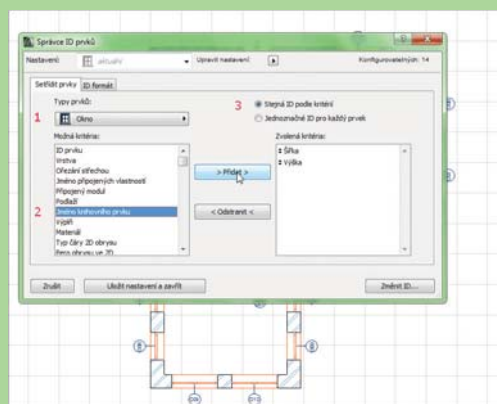 Správce ID prvků
Nastavení: aktuální Upravit nastavení: Konfigurovatelných: 14
Setřídit prvky ID formát
Typy prvků:
1 Okno
3 Stejná ID podle kritérií
Jednoznačné ID pro každý prvek
Možná kritéria:
Zvolená kritéria:
ID prvku
Vrstva
Ořezání střechou
Jméno připojených vlastností
Připojený modul
Podlaží
2 Jméno knihovního prvku
Výplň
Materiál
Typ čáry 2D obrysu
Pero obrysu ve 2D
> Přidat >
< Odstranit <
Šířka
Výška
Zrušit Uložit nastavení a zavřít Změnit ID...